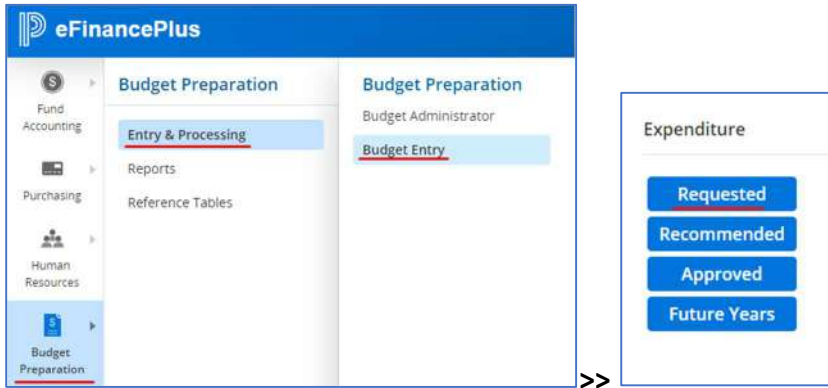 eFinancePlus
Fund
Accounting
Purchasing
Human
Resources
Budget
Preparation
Budget Preparation
Entry & Processing
Reports
Reference Tables
Budget Preparation
Budget Administrator
Budget Entry
>>
Expenditure
Requested
Recommended
Approved
Future Years